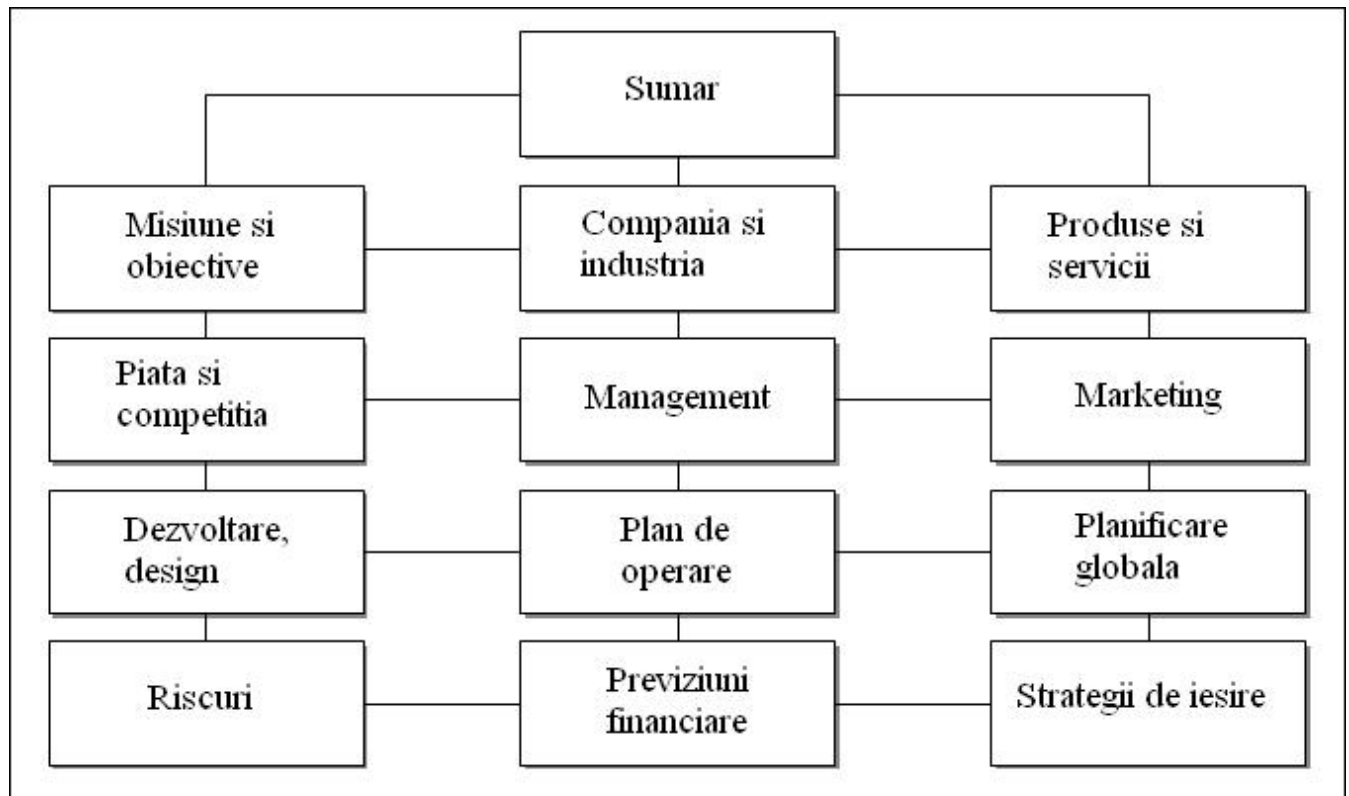 Sumar
Misiune si
obiective
Compania si
industria
Produse si
servicii
Piata si
competitia
Management
Marketing
Dezvoltare,
design
Plan de
operare
Planificare
globala
Riscuri
Previziuni
financiare
Strategii de iesire